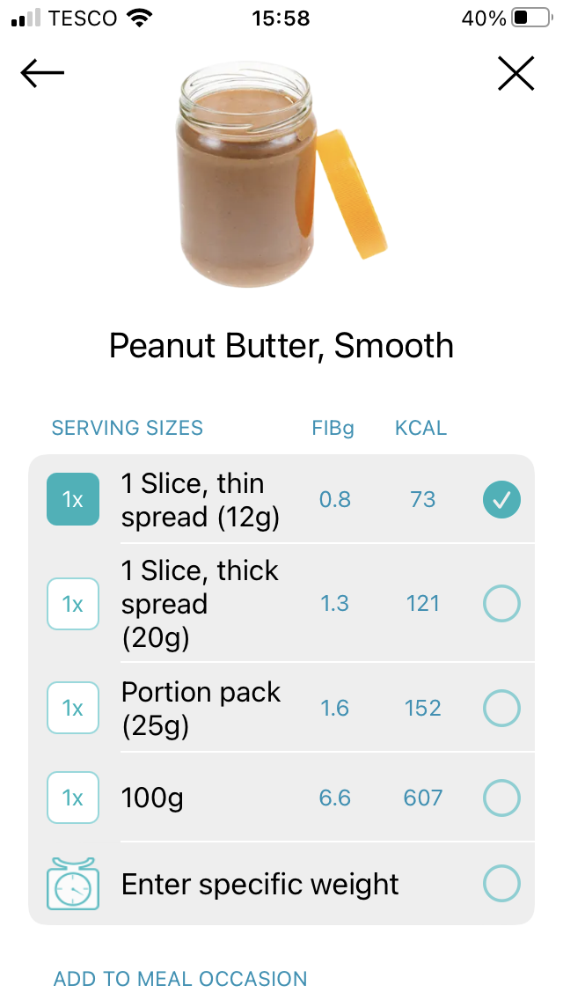 TESCO 15:58 40%
Peanut Butter, Smooth
SERVING SIZES FIBg KCAL
1x 1 Slice, thin spread (12g) 0.8 73
1x 1 Slice, thick spread (20g) 1.3 121
1x Portion pack (25g) 1.6 152
1x 100g 6.6 607
Enter specific weight
ADD TO MEAL OCCASION